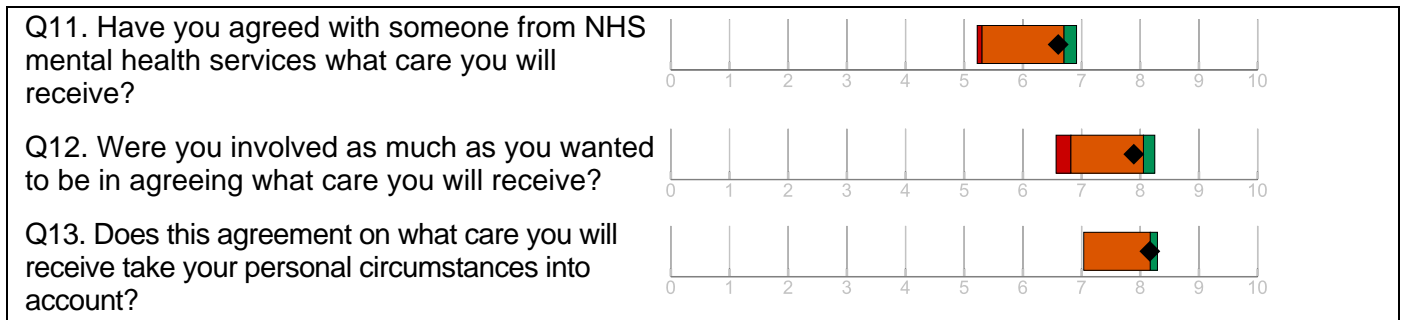 Q11. Have you agreed with someone from NHS
mental health services what care you will
receive?
0 1 2 3 4 5 6 7 8 9 10
Q12. Were you involved as much as you wanted
to be in agreeing what care you will receive?
0 1 2 3 4 5 6 7 8 9 10
Q13. Does this agreement on what care you will
receive take your personal circumstances into
account?
0 1 2 3 4 5 6 7 8 9 10